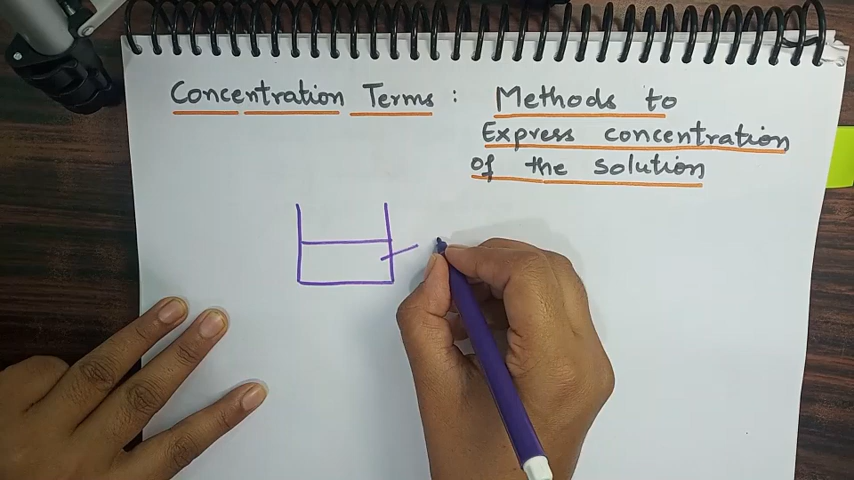 Concentration Terms : Methods to
Express concentration
of the solution